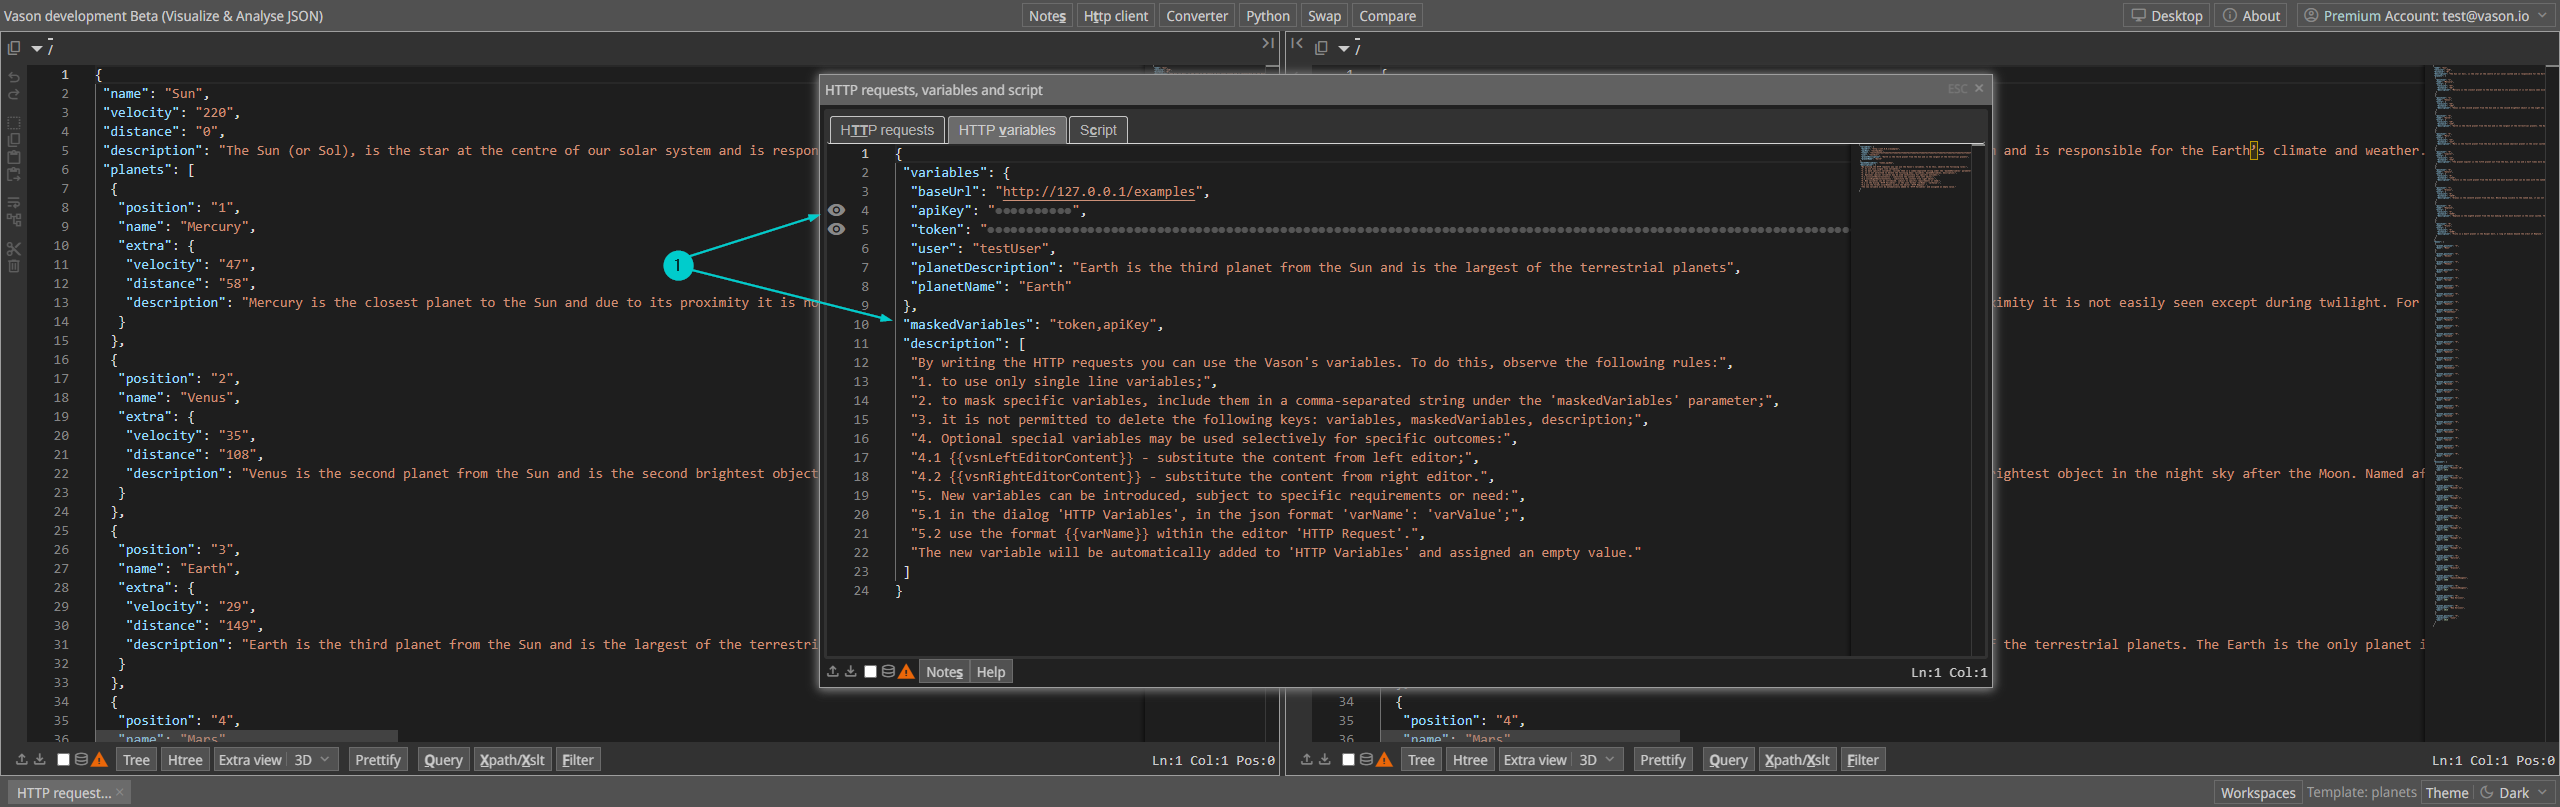 Vason development Beta (Visualize & Analyse JSON)
Notes Http client Converter Python Swap Compare
Desktop About Premium Account: test@vason.io
/
1 {
2 "name": "Sun",
3 "velocity": "220",
4 "distance": "0",
5 "description": "The Sun (or Sol), is the star at the centre of our solar system and is respon
6 "planets": [
7 {
8 "position": "1",
9 "name": "Mercury",
10 "extra": {
11 "velocity": "47",
12 "distance": "58",
13 "description": "Mercury is the closest planet to the Sun and due to its proximity it is no
14 }
15 },
16 {
17 "position": "2",
18 "name": "Venus",
19 "extra": {
20 "velocity": "35",
21 "distance": "108",
22 "description": "Venus is the second planet from the Sun and is the second brightest object
23 }
24 },
25 {
26 "position": "3",
27 "name": "Earth",
28 "extra": {
29 "velocity": "29",
30 "distance": "149",
31 "description": "Earth is the third planet from the Sun and is the largest of the terrestri
32 }
33 },
34 {
35 "position": "4",
36 "name": "Mars"
Tree Htree Extra view 3D Prettify Query Xpath/Xslt Filter
Ln:1 Col:1 Pos:0
1
HTTP requests, variables and script
ESC ×
HTTP requests HTTP variables Script
1 {
2 "variables": {
3 "baseUrl": "http://127.0.0.1/examples",
4 "apiKey": "●●●●●●●●●●",
5 "token": "●●●●●●●●●●●●●●●●●●●●●●●●●●●●●●●●●●●●●●●●●●●●●●●●●●●●●●●●●●●●●●●●●●●●●●●●●●●●●●●●●●●●●●●●●●●●●●●●●●●●●●●●●●●●●●●●
6 "user": "testUser",
7 "planetDescription": "Earth is the third planet from the Sun and is the largest of the terrestrial planets",
8 "planetName": "Earth"
9 },
10 "maskedVariables": "token,apiKey",
11 "description": [
12 "By writing the HTTP requests you can use the Vason's variables. To do this, observe the following rules:",
13 "1. to use only single line variables;",
14 "2. to mask specific variables, include them in a comma-separated string under the 'maskedVariables' parameter;",
15 "3. it is not permitted to delete the following keys: variables, maskedVariables, description;",
16 "4. Optional special variables may be used selectively for specific outcomes:",
17 "4.1 {{vsnLeftEditorContent}} - substitute the content from left editor;",
18 "4.2 {{vsnRightEditorContent}} - substitute the content from right editor.",
19 "5. New variables can be introduced, subject to specific requirements or need:",
20 "5.1 in the dialog 'HTTP Variables', in the json format 'varName': 'varValue';",
21 "5.2 use the format {{varName}} within the editor 'HTTP Request'.",
22 "The new variable will be automatically added to 'HTTP Variables' and assigned an empty value."
23 ]
24 }
Notes Help
Ln:1 Col:1
/
and is responsible for the Earth's climate and weather.
ximity it is not easily seen except during twilight. For
ightest object in the night sky after the Moon. Named af
the terrestrial planets. The Earth is the only planet i
34 {
35 "position": "4",
36 "name": "Mars"
Tree Htree Extra view 3D Prettify Query Xpath/Xslt Filter
Ln:1 Col:1 Pos:0
HTTP request... ×
Workspaces Template: planets Theme Dark